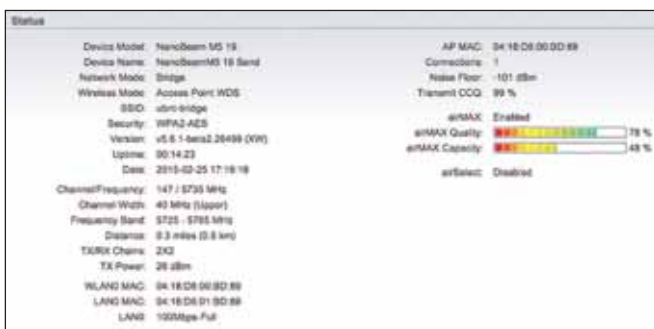 Status
Device Model: NanoBeam M5 19
Device Name: NanoBeamM5 19 Sand
Network Mode: Bridge
Wireless Mode: Access Point WDS
SSID: ubnt-bridge
Security: WPA2-AES
Version: v5.6.1-beta2.26499 (XW)
Uptime: 00:14:23
Date: 2015-02-25 17:19:19
Channel/Frequency: 147 / 5735 MHz
Channel Width: 40 MHz (Upper)
Frequency Band: 5725 - 5765 MHz
Distance: 0.3 miles (0.5 km)
TX/RX Chains: 2X2
TX Power: 26 dBm
WLAN0 MAC: 04:18:D6:00:BD:69
LAN0 MAC: 04:18:D6:01:BD:69
LAN0: 100Mbps-Full
AP MAC: 04:18:D6:00:BD:69
Connections: 1
Noise Floor: -101 dBm
Transmit CCQ: 99 %
airMAX: Enabled
airMAX Quality: 78 %
airMAX Capacity: 48 %
airSelect: Disabled